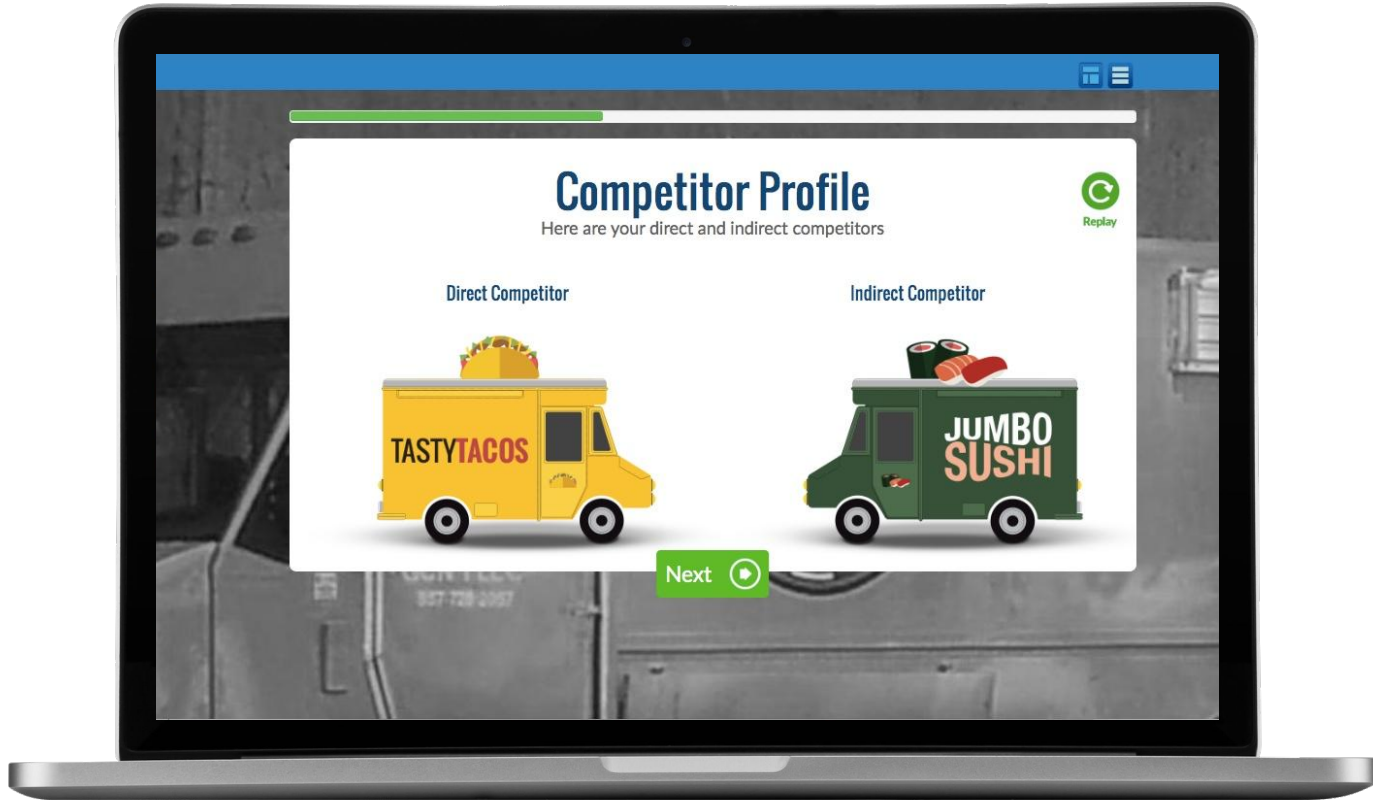 Competitor Profile
Here are your direct and indirect competitors
Replay
Direct Competitor
Indirect Competitor
TASTYTACOS
JUMBO
SUSHI
Next